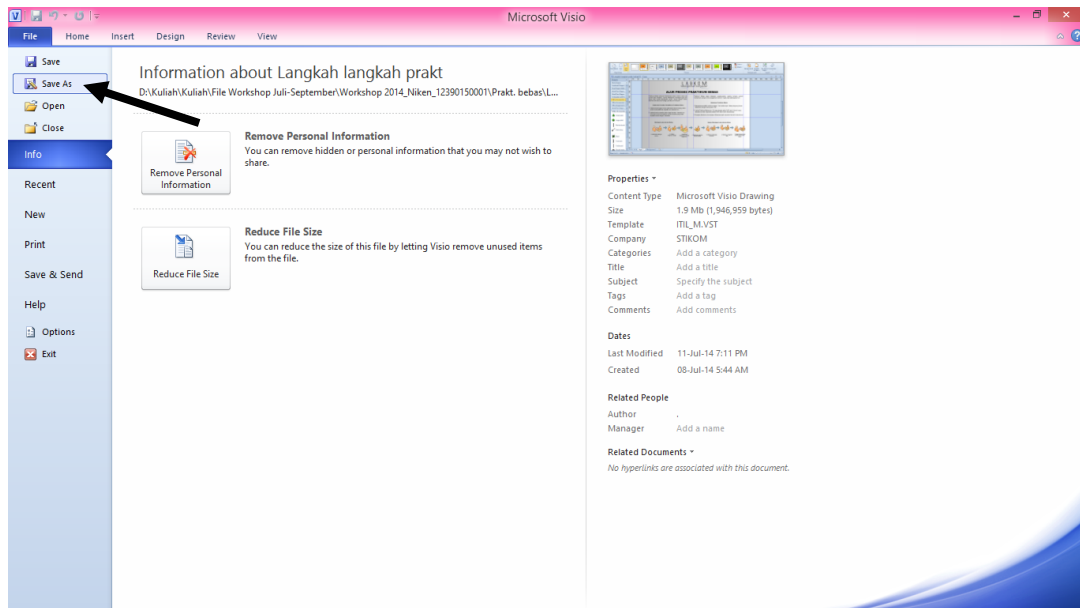 Microsoft Visio
File Home Insert Design Review View
Save
Save As
Open
Close
Info
Recent
New
Print
Save & Send
Help
Options
Exit
Information about Langkah langkah prakt
D:\Kuliah\Kuliah\File Workshop Juli-September\Workshop 2014_Niken_12390150001\Prakt. bebas\L...
Remove Personal Information
Remove Personal Information
You can remove hidden or personal information that you may not wish to
share.
Reduce File Size
Reduce File Size
You can reduce the size of this file by letting Visio remove unused items
from the file.
Properties
Content Type Microsoft Visio Drawing
Size 1.9 Mb (1,946,959 bytes)
Template ITIL_M.VST
Company STIKOM
Categories Add a category
Title Add a title
Subject Specify the subject
Tags Add a tag
Comments Add comments
Dates
Last Modified 11-Jul-14 7:11 PM
Created 08-Jul-14 5:44 AM
Related People
Author .
Manager Add a name
Related Documents
No hyperlinks are associated with this document.